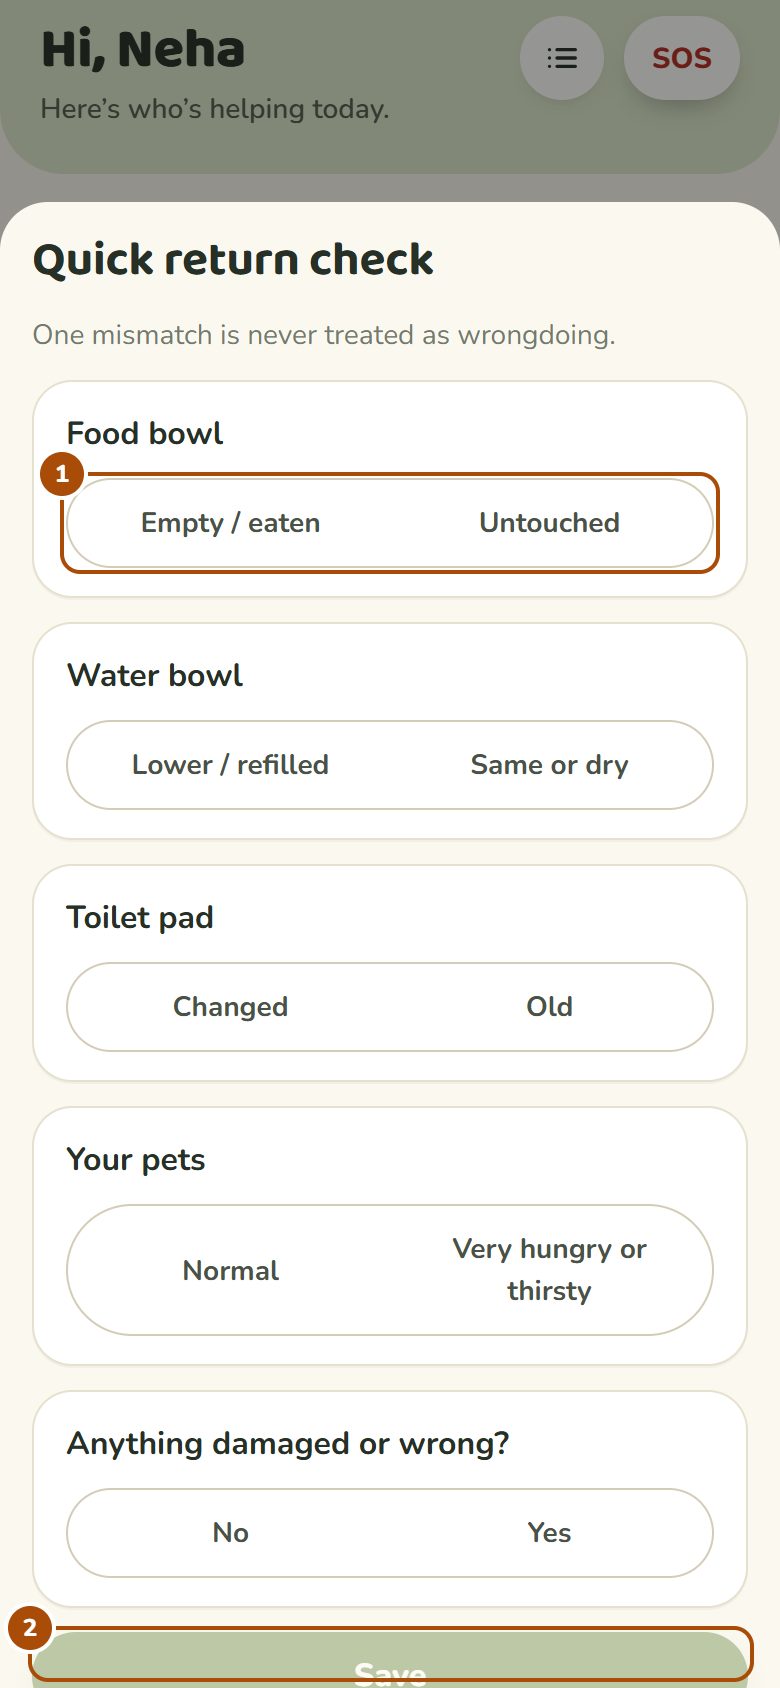 Hi, Neha
SOS
Here’s who’s helping today.
Quick return check
One mismatch is never treated as wrongdoing.
Food bowl
1
Empty / eaten
Untouched
Water bowl
Lower / refilled
Same or dry
Toilet pad
Changed
Old
Your pets
Normal
Very hungry or
thirsty
Anything damaged or wrong?
No
Yes
2
Save